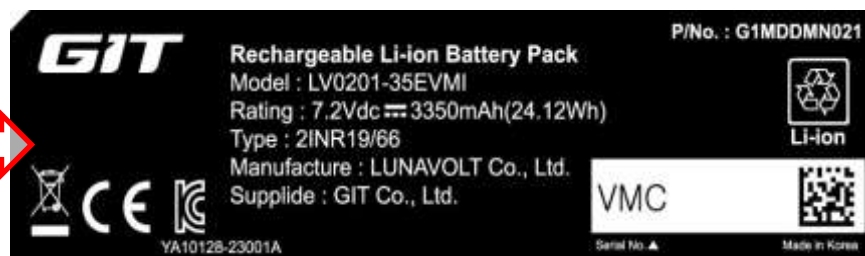 GIT
P/No. : G1MDDMN021
Rechargeable Li-ion Battery Pack
Model : LV0201-35EVMI
Rating : 7.2Vdc ⎓ 3350mAh(24.12Wh)
Type : 2INR19/66
Manufacture : LUNAVOLT Co., Ltd.
Supplide : GIT Co., Ltd.
Li-ion
CE
YA10128-23001A
VMC
Serial No.▲
Made in Korea